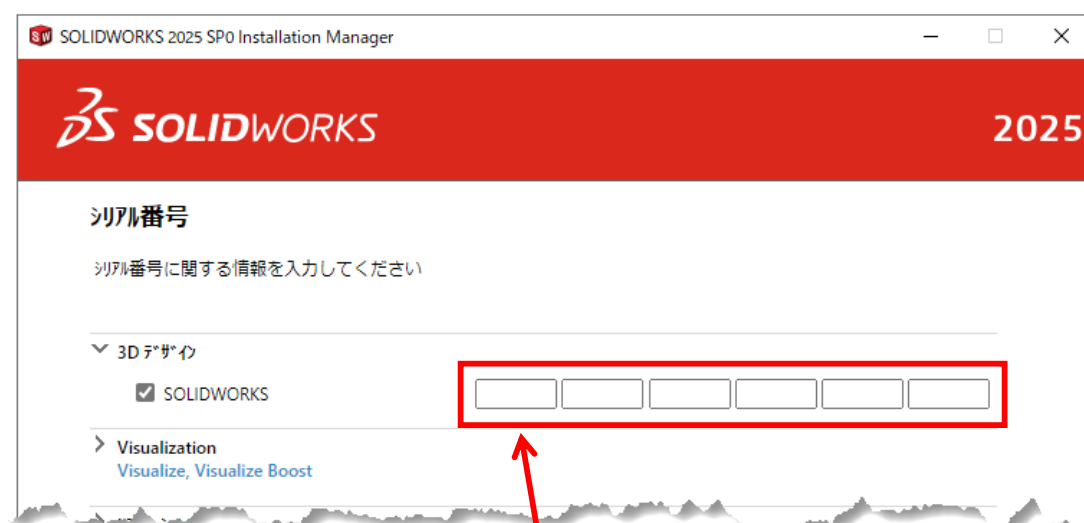 SOLIDWORKS 2025 SP0 Installation Manager
SOLIDWORKS
2025
ｼﾘｱﾙ番号
ｼﾘｱﾙ番号に関する情報を入力してください
3D ﾃﾞｻﾞｲﾝ
SOLIDWORKS
Visualization
Visualize, Visualize Boost